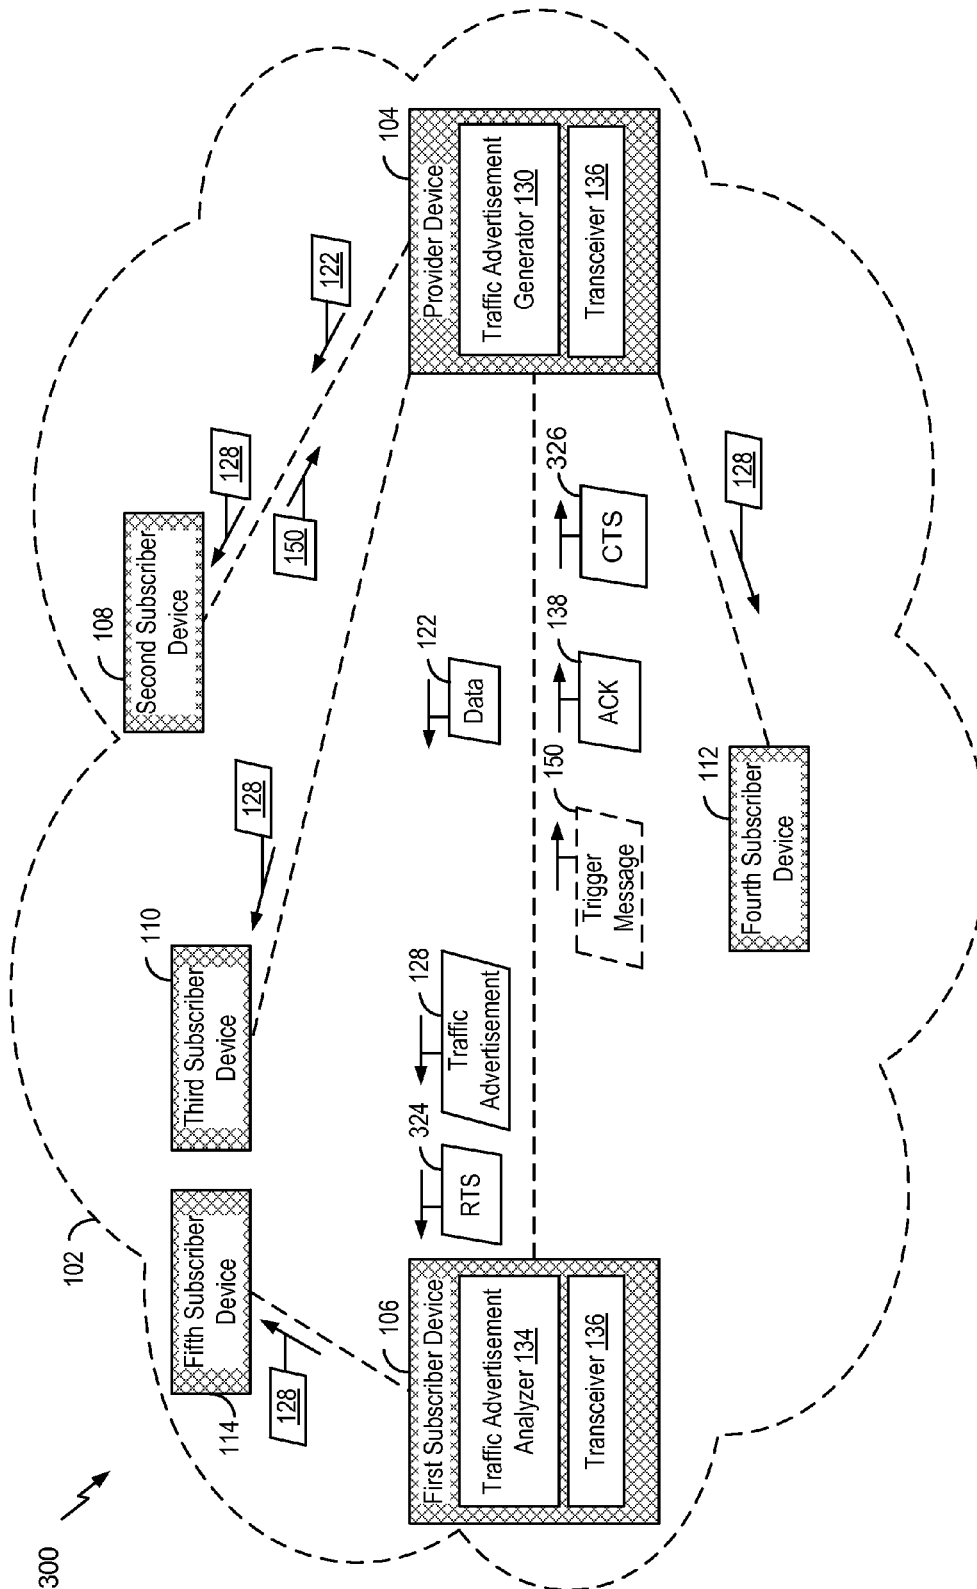 300
102
114
Fifth Subscriber
Device
128
110
Third Subscriber
Device
128
108
Second Subscriber
Device
128
150
122
106
First Subscriber Device
Traffic Advertisement
Analyzer 134
Transceiver 136
324
RTS
128
Traffic
Advertisement
122
Data
150
Trigger
Message
138
ACK
326
CTS
104
Provider Device
Traffic Advertisement
Generator 130
Transceiver 136
112
Fourth Subscriber
Device
128